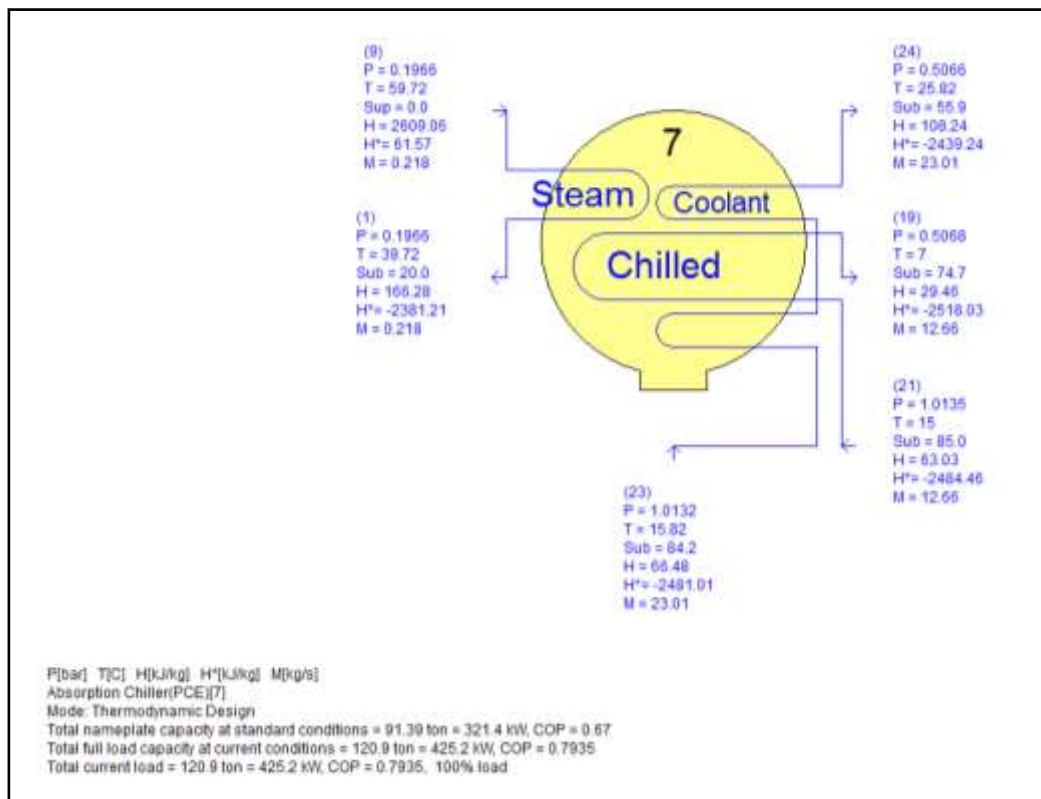 (9)
P = 0.1966
T = 59.72
Sup = 0.0
H = 2609.06
H*= 61.57
M = 0.218
(24)
P = 0.5066
T = 25.82
Sub = 55.9
H = 108.24
H*= -2439.24
M = 23.01
7
Steam
Coolant
Chilled
(1)
P = 0.1966
T = 39.72
Sub = 20.0
H = 166.28
H*= -2381.21
M = 0.218
(19)
P = 0.5066
T = 7
Sub = 74.7
H = 29.46
H*= -2518.03
M = 12.66
(21)
P = 1.0135
T = 15
Sub = 85.0
H = 63.03
H*= -2484.46
M = 12.66
(23)
P = 1.0132
T = 15.82
Sub = 84.2
H = 66.48
H*= -2481.01
M = 23.01
P[bar] T[C] H[kJ/kg] H*[kJ/kg] M[kg/s]
Absorption Chiller(PCE)[7]
Mode: Thermodynamic Design
Total nameplate capacity at standard conditions = 91.39 ton = 321.4 kW, COP = 0.67
Total full load capacity at current conditions = 120.9 ton = 425.2 kW, COP = 0.7935
Total current load = 120.9 ton = 425.2 kW, COP = 0.7935, 100% load